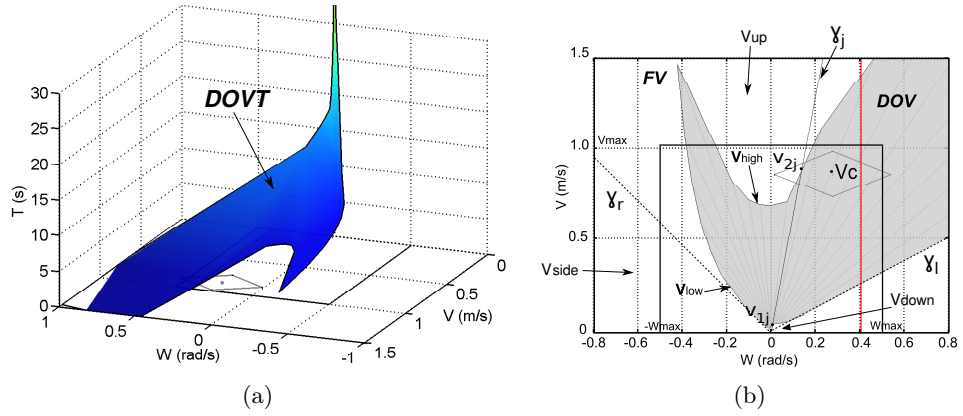 DOVT
T (s)
30
25
20
15
10
5
0
1
0.5
0
-0.5
-1
W (rad/s)
0
0.5
1
1.5
V (m/s)
(a)
Vup
ɣj
1.5
1.0
0.5
0
V (m/s)
FV
DOV
Vmax
v2j
Vc
Vhigh
ɣr
ɣl
Vside
Vlow
v1j
Vdown
-Wmax
Wmax
-0.8
-0.6
-0.4
-0.2
0
0.2
0.4
0.6
0.8
W (rad/s)
(b)